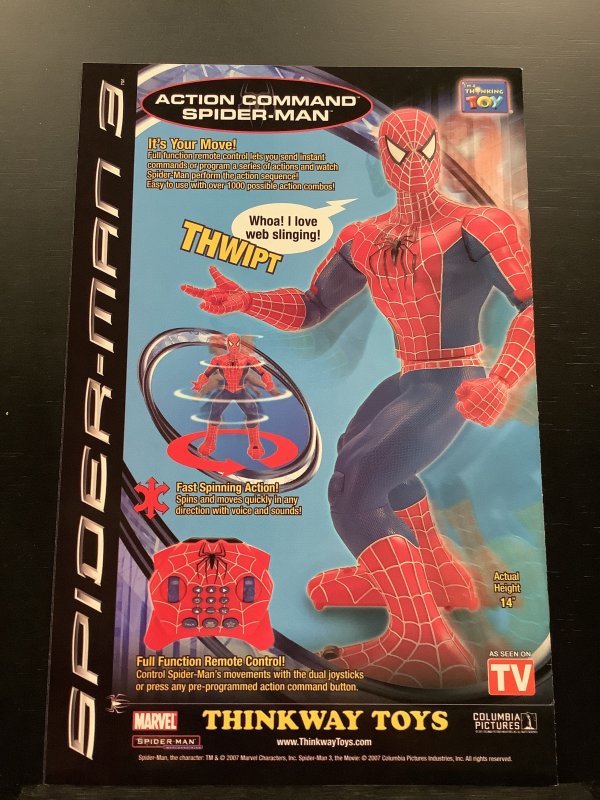 SPIDER-MAN 3™
ACTION COMMAND™
SPIDER-MAN™
I'm a
THINKING
TOY
It's Your Move!
Full function remote control lets you send instant
commands or program a series of actions and watch
Spider-Man perform the action sequence!
Easy to use with over 1000 possible action combos!
Whoa! I love
web slinging!
THWIPT
Fast Spinning Action!
Spins and moves quickly in any
direction with voice and sounds!
Actual
Height
14"
Full Function Remote Control!
Control Spider-Man's movements with the dual joysticks
or press any pre-programmed action command button.
AS SEEN ON
TV
MARVEL
SPIDER-MAN
THINKWAY TOYS
www.ThinkwayToys.com
COLUMBIA
PICTURES
Spider-Man, the character: TM & © 2007 Marvel Characters, Inc. Spider-Man 3, the Movie: © 2007 Columbia Pictures Industries, Inc. All rights reserved.